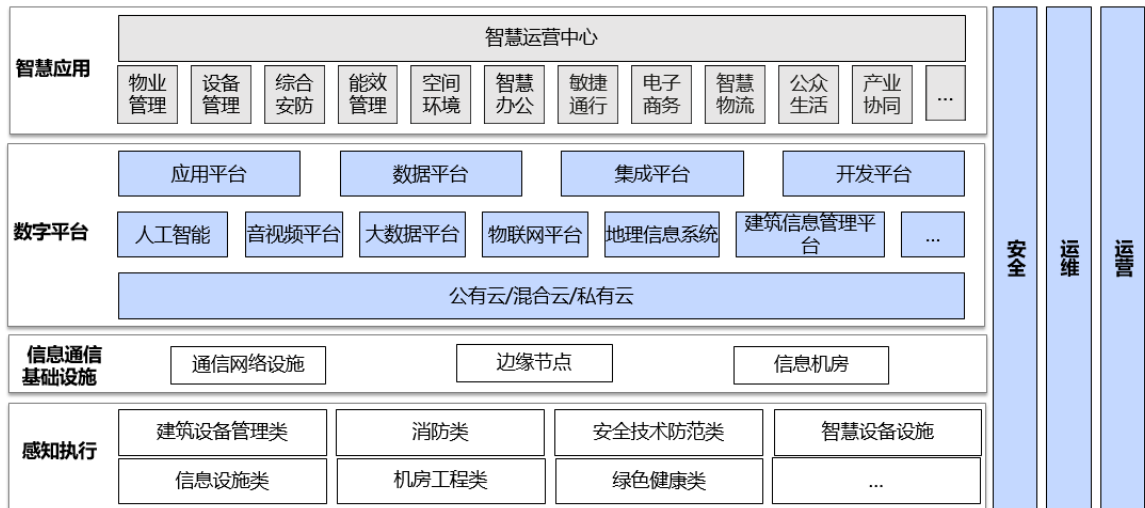 智慧应用
智慧运营中心
物业
管理
设备
管理
综合
安防
能效
管理
空间
环境
智慧
办公
敏捷
通行
电子
商务
智慧
物流
公众
生活
产业
协同
...
数字平台
应用平台
数据平台
集成平台
开发平台
人工智能
音视频平台
大数据平台
物联网平台
地理信息系统
建筑信息管理平
台
...
公有云/混合云/私有云
信息通信
基础设施
通信网络设施
边缘节点
信息机房
感知执行
建筑设备管理类
消防类
安全技术防范类
智慧设备设施
信息设施类
机房工程类
绿色健康类
...
安全
运维
运营